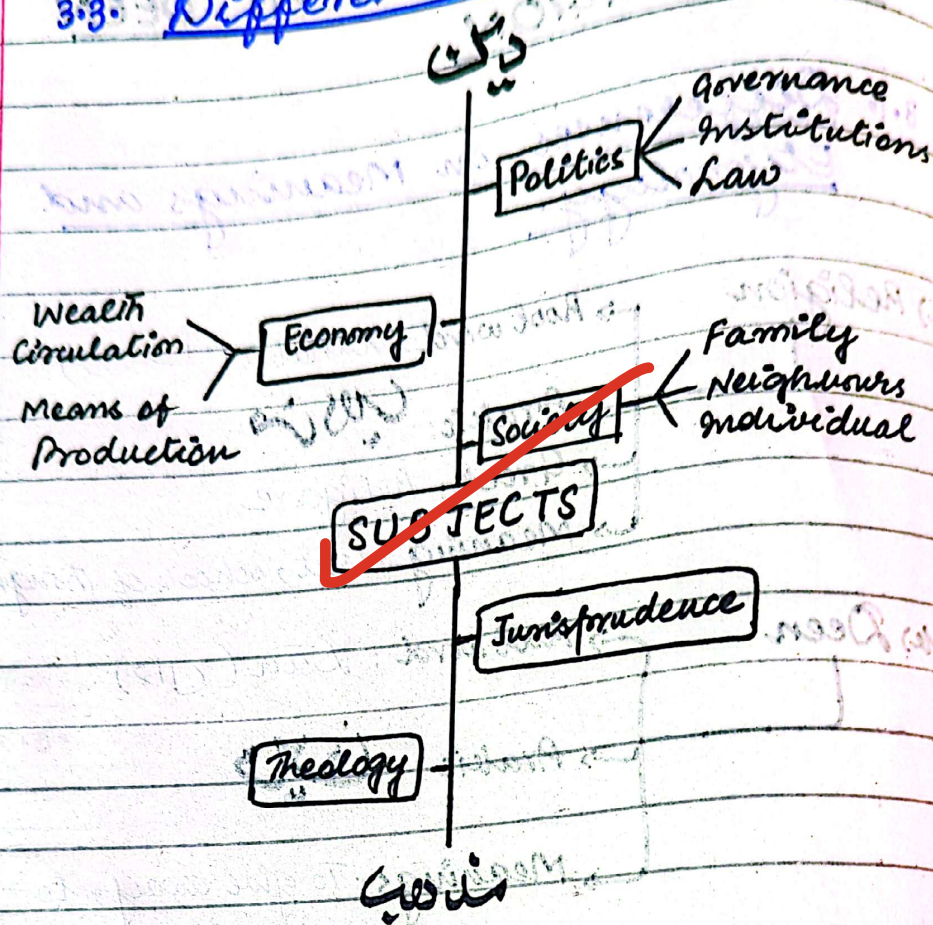 3.3. Differen
دین
Governance
Politics
Institutions
Law
Wealth
Circulation
Economy
Means of
Production
Family
Society
Neighbours
Individual
SUBJECTS
Jurisprudence
Theology
مذہب